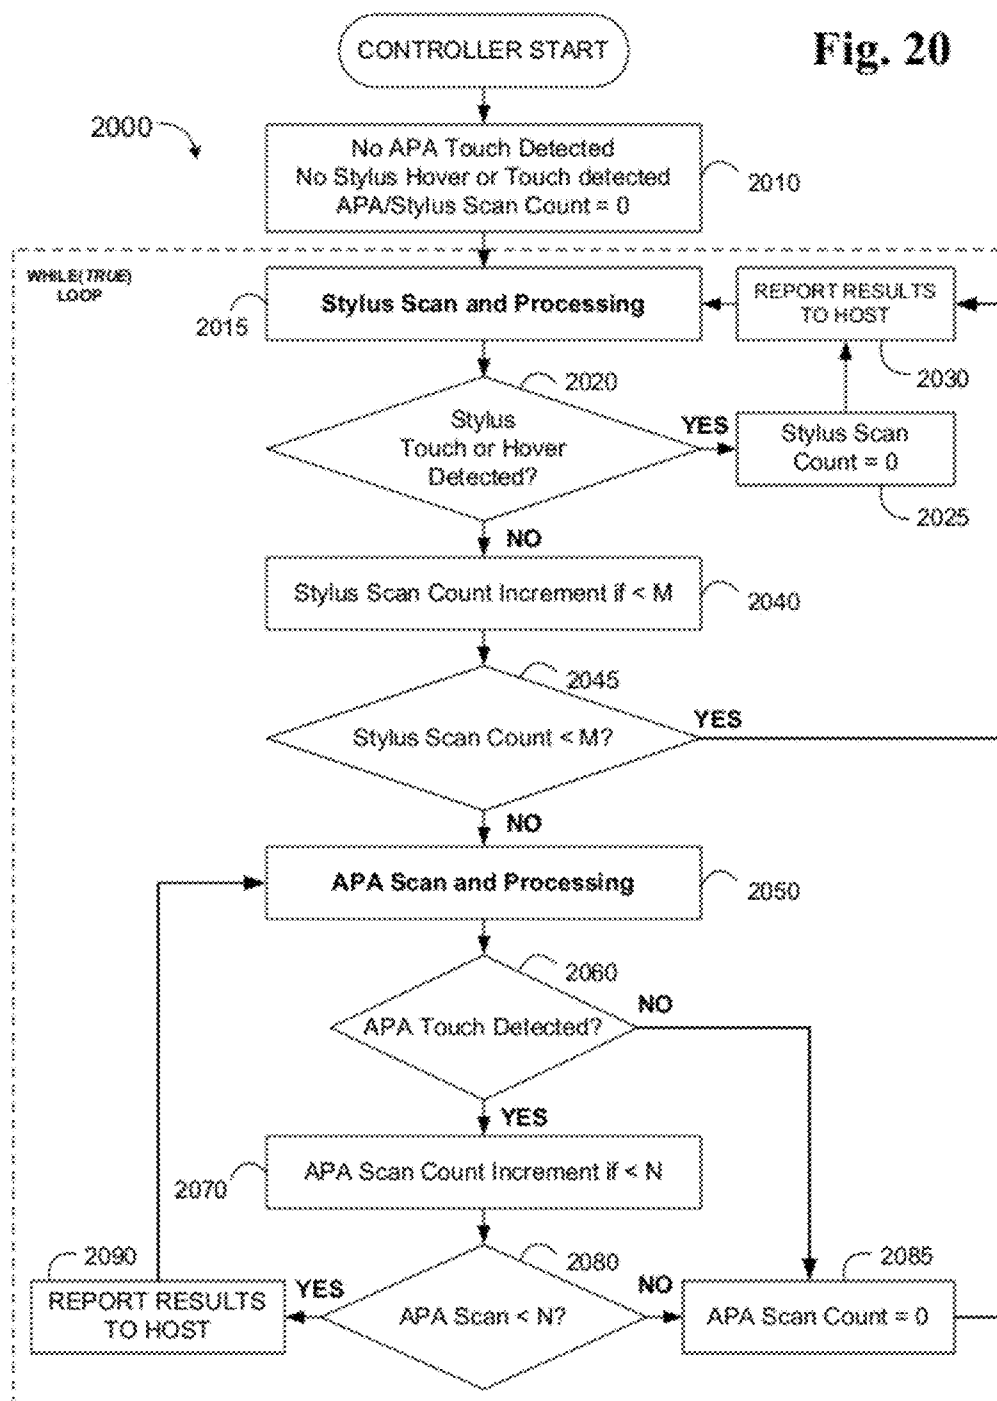 CONTROLLER START
Fig. 20
2000
No APA Touch Detected
No Stylus Hover or Touch detected
APA/Stylus Scan Count = 0
2010
WHILE(TRUE)
LOOP
Stylus Scan and Processing
2015
REPORT RESULTS
TO HOST
2030
2020
Stylus
Touch or Hover
Detected?
YES
Stylus Scan
Count = 0
2025
NO
Stylus Scan Count Increment if < M
2040
2045
Stylus Scan Count < M?
YES
NO
APA Scan and Processing
2050
2060
APA Touch Detected?
NO
YES
APA Scan Count Increment if < N
2070
2080
APA Scan < N?
YES
NO
2090
REPORT RESULTS
TO HOST
2085
APA Scan Count = 0